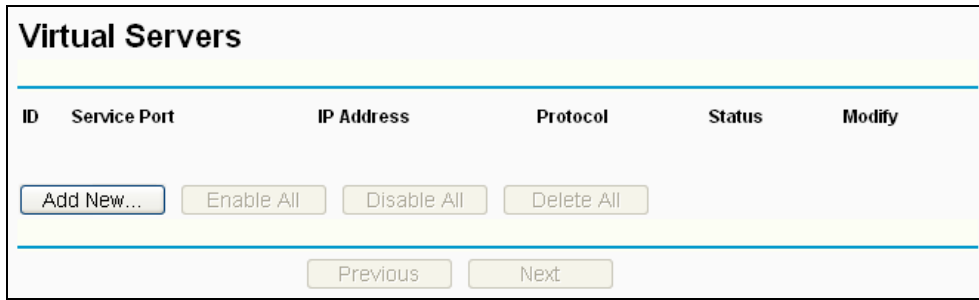 Virtual Servers
ID Service Port IP Address Protocol Status Modify
Add New... Enable All Disable All Delete All
Previous Next